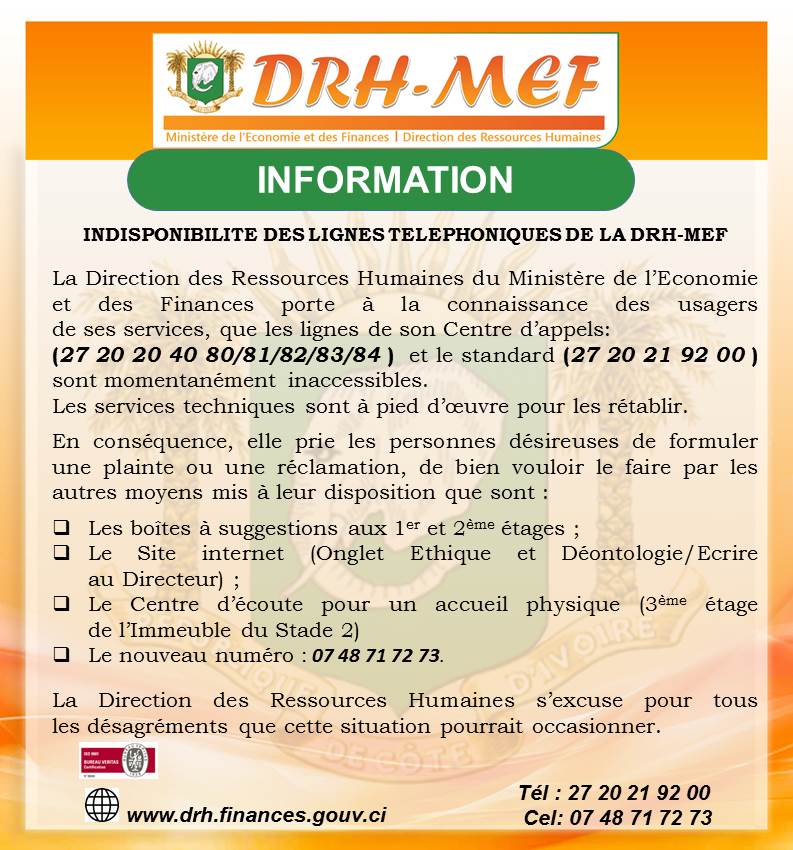 DRH-MEF
Ministère de l'Economie et des Finances | Direction des Ressources Humaines
INFORMATION
INDISPONIBILITE DES LIGNES TELEPHONIQUES DE LA DRH-MEF
La Direction des Ressources Humaines du Ministère de l'Economie
et des Finances porte à la connaissance des usagers
de ses services, que les lignes de son Centre d'appels:
(27 20 20 40 80/81/82/83/84 ) et le standard (27 20 21 92 00 )
sont momentanément inaccessibles.
Les services techniques sont à pied d'œuvre pour les rétablir.
En conséquence, elle prie les personnes désireuses de formuler
une plainte ou une réclamation, de bien vouloir le faire par les
autres moyens mis à leur disposition que sont :
❑ Les boîtes à suggestions aux 1er et 2ème étages ;
❑ Le Site internet (Onglet Ethique et Déontologie/Ecrire
au Directeur) ;
❑ Le Centre d'écoute pour un accueil physique (3ème étage
de l'Immeuble du Stade 2)
❑ Le nouveau numéro : 07 48 71 72 73.
La Direction des Ressources Humaines s'excuse pour tous
les désagréments que cette situation pourrait occasionner.
ISO 9001
BUREAU VERITAS
Certification
www.drh.finances.gouv.ci
Tél : 27 20 21 92 00
Cel: 07 48 71 72 73